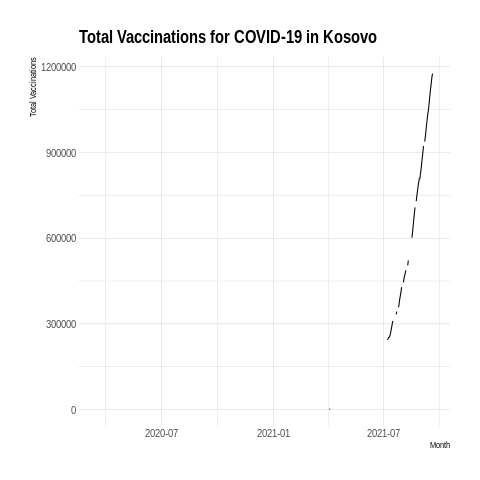 Total Vaccinations for COVID-19 in Kosovo
Total Vaccinations
1200000
900000
600000
300000
0
2020-07 2021-01 2021-07
Month